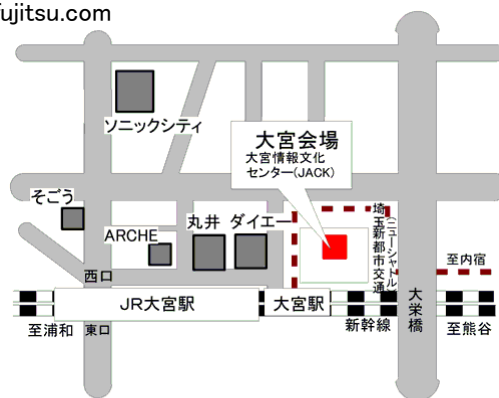 fujitsu.com
ソニックシティ
大宮会場
大宮情報文化
センター(JACK)
そごう
ARCHE
丸井
ダイエー
埼玉新都市交通
(ニューシャトル)
至内宿
西口
JR大宮駅
大宮駅
大栄橋
至浦和
東口
新幹線
至熊谷